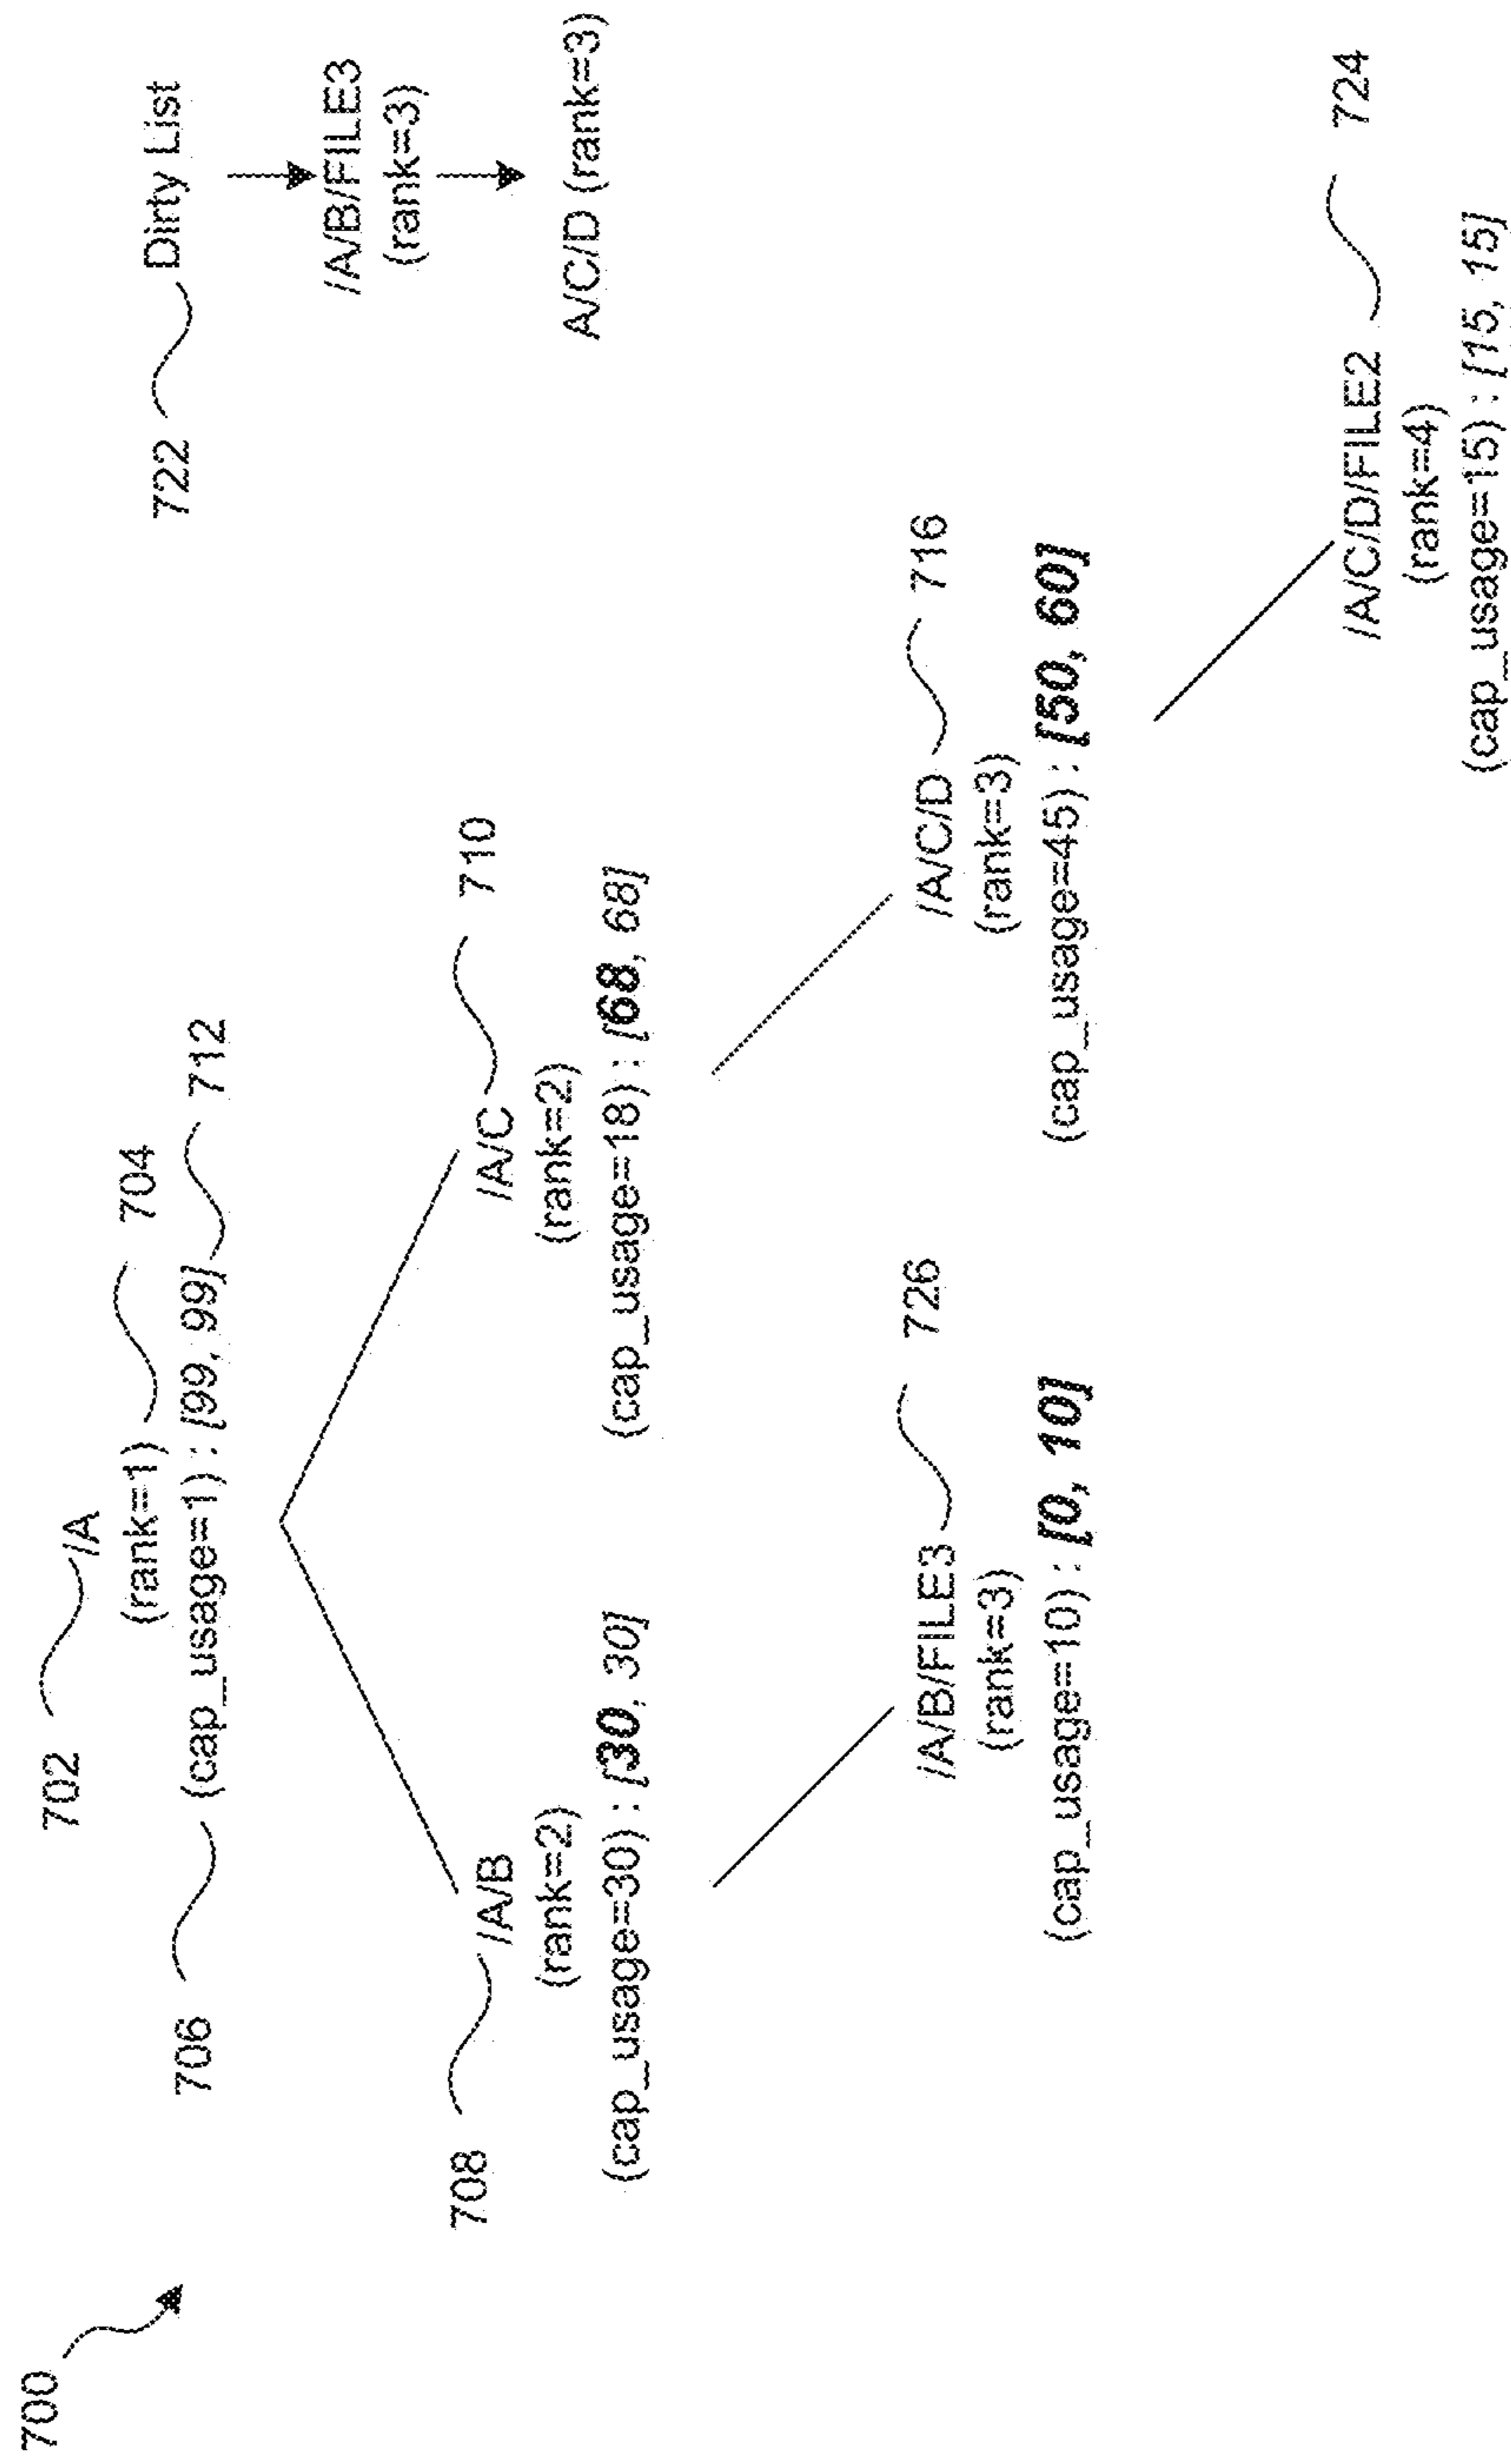 700
702
/A
(rank=1)
704
706
(cap_usage=1) : [99, 99]
712
722
Dirty List
/A/B/FILE3
(rank=3)
A/C/D (rank=3)
708
/A/B
(rank=2)
(cap_usage=30) : [30, 30]
/A/C
710
(rank=2)
(cap_usage=18) : [68, 68]
/A/B/FILE3
726
(rank=3)
(cap_usage=10) : [0, 10]
/A/C/D
716
(rank=3)
(cap_usage=45) : [50, 60]
/A/C/D/FILE2
724
(rank=4)
(cap_usage=15) : [15, 15]